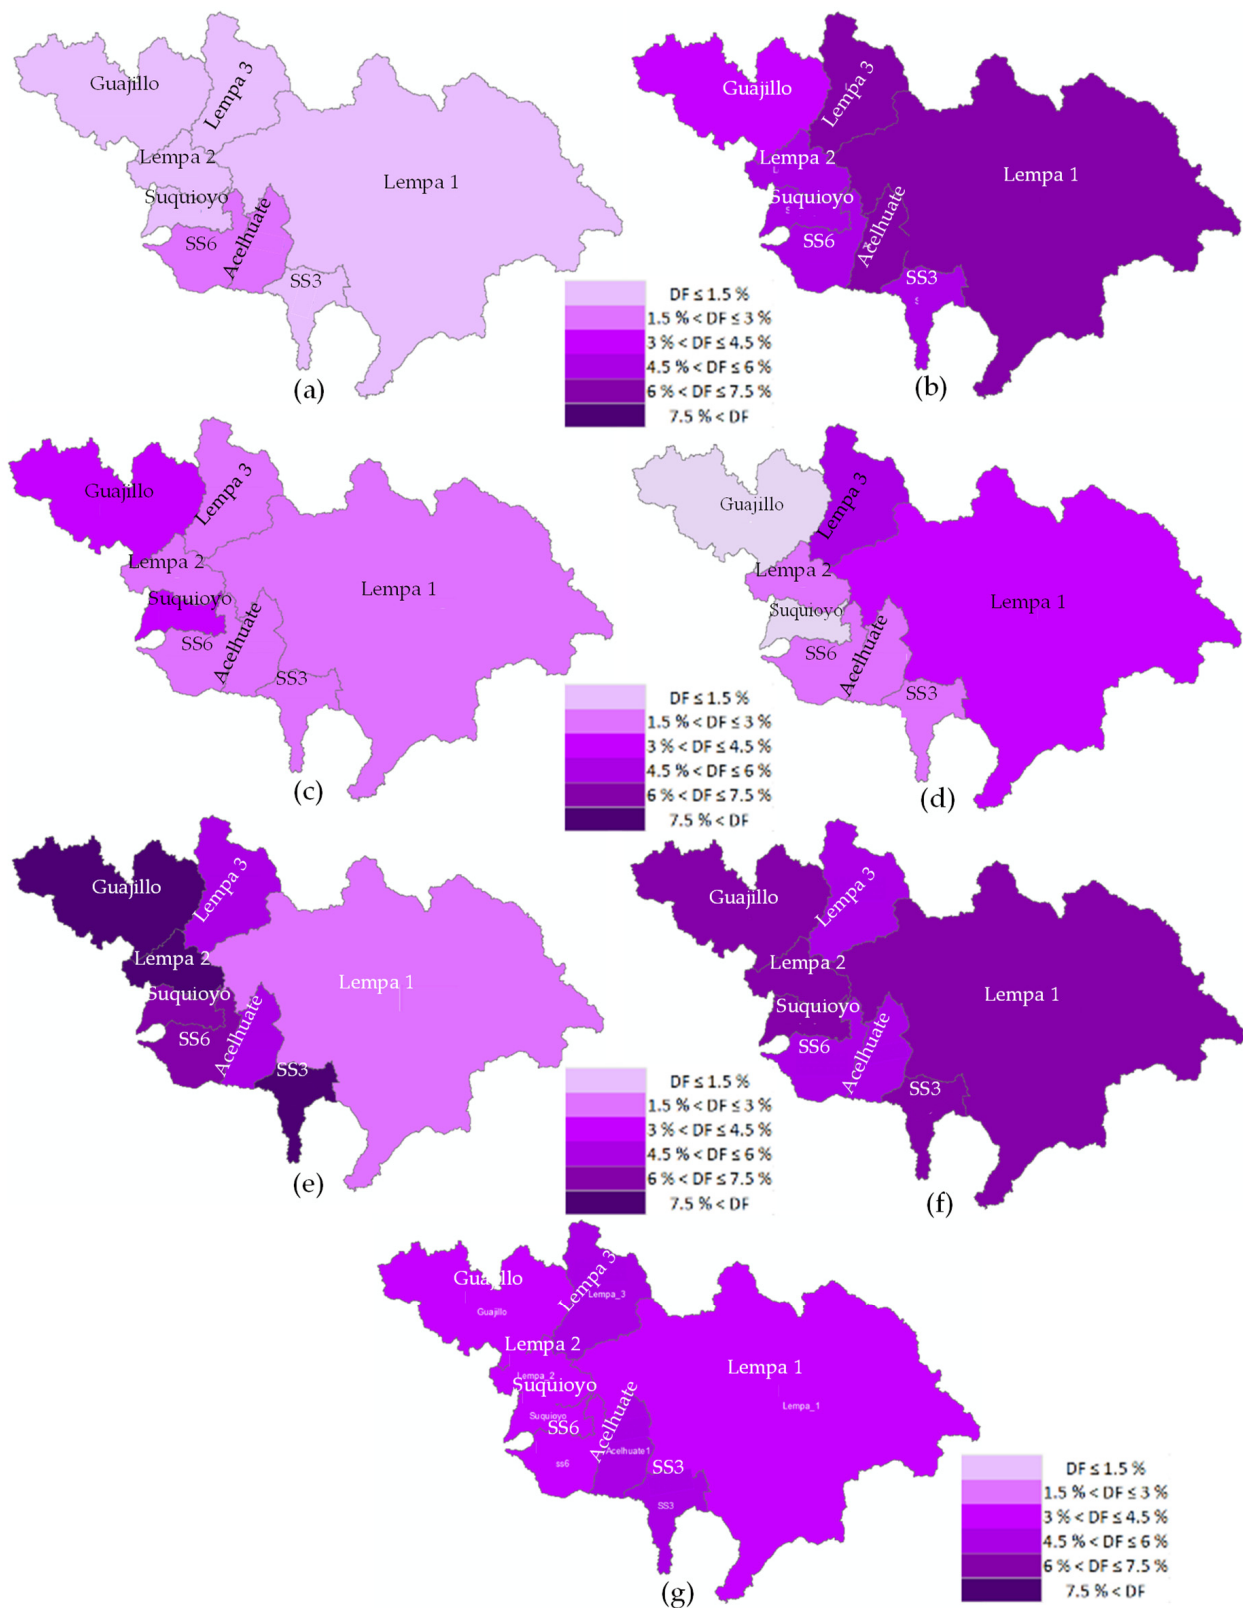 Guajillo
Lempa 3
Lempa 2
Lempa 1
Suquioyo
SS6
Acelhuate
SS3
(a)
Guajillo
Lempa 3
Lempa 2
Lempa 1
Suquioyo
SS6
Acelhuate
SS3
(b)
DF ≤ 1.5 %
1.5 % < DF ≤ 3 %
3 % < DF ≤ 4.5 %
4.5 % < DF ≤ 6 %
6 % < DF ≤ 7.5 %
7.5 % < DF
Guajillo
Lempa 3
Lempa 2
Lempa 1
Suquioyo
SS6
Acelhuate
SS3
(c)
Guajillo
Lempa 3
Lempa 2
Lempa 1
Suquioyo
SS6
Acelhuate
SS3
(d)
DF ≤ 1.5 %
1.5 % < DF ≤ 3 %
3 % < DF ≤ 4.5 %
4.5 % < DF ≤ 6 %
6 % < DF ≤ 7.5 %
7.5 % < DF
Guajillo
Lempa 3
Lempa 2
Lempa 1
Suquioyo
SS6
Acelhuate
SS3
(e)
Guajillo
Lempa 3
Lempa 2
Lempa 1
Suquioyo
SS6
Acelhuate
SS3
(f)
DF ≤ 1.5 %
1.5 % < DF ≤ 3 %
3 % < DF ≤ 4.5 %
4.5 % < DF ≤ 6 %
6 % < DF ≤ 7.5 %
7.5 % < DF
Guajillo
Guajillo
Lempa 3
Lempa_3
Lempa 2
Lempa_2
Lempa 1
Lempa_1
Suquioyo
Suquioyo
SS6
ss6
Acelhuate
Acelhuate1
SS3
SS3
(g)
DF ≤ 1.5 %
1.5 % < DF ≤ 3 %
3 % < DF ≤ 4.5 %
4.5 % < DF ≤ 6 %
6 % < DF ≤ 7.5 %
7.5 % < DF